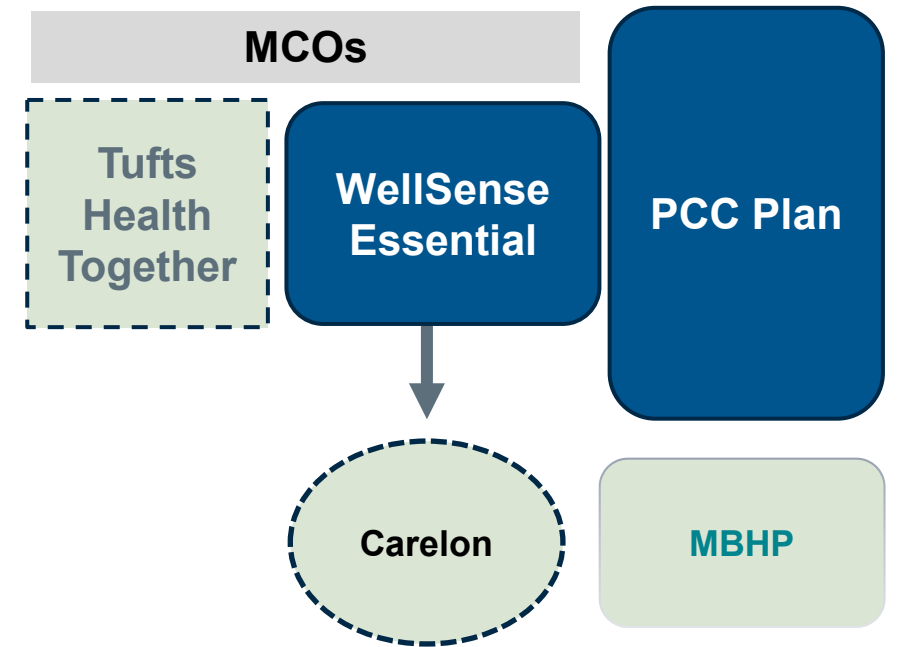 MCOs
Tufts
Health
Together
WellSense
Essential
PCC Plan
Carelon
MBHP